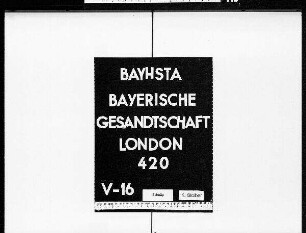 BAYHSTA
BAYERISCHE
GESANDTSCHAFT
LONDON
420
V-16